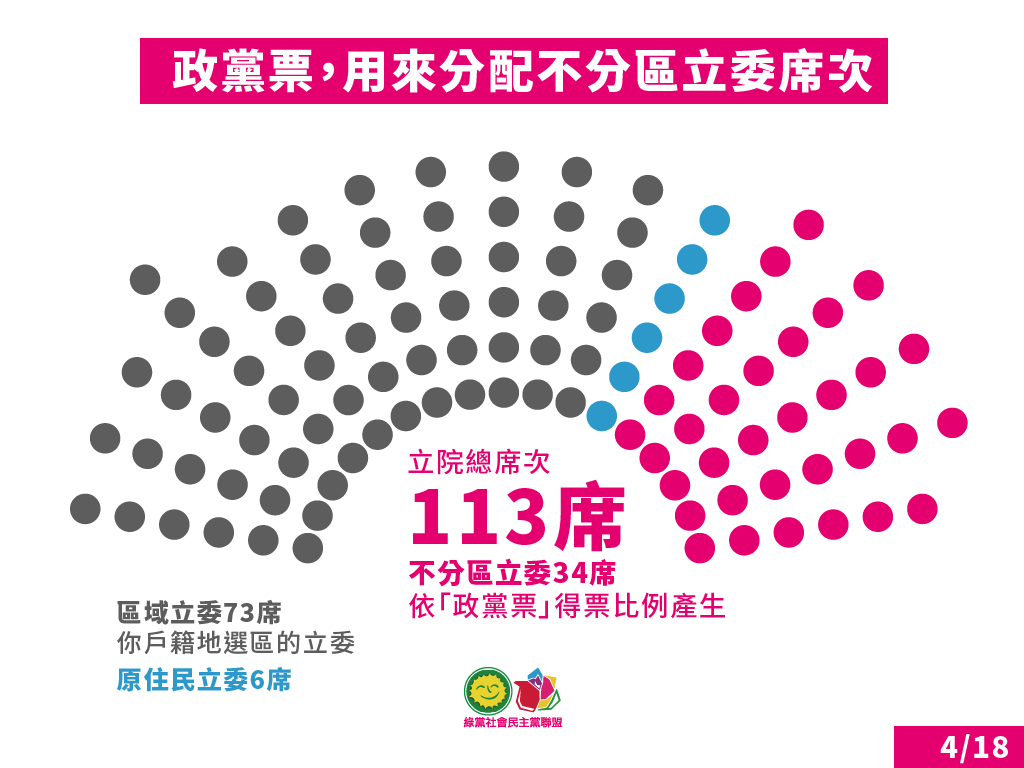 政黨票，用來分配不分區立委席次
立院總席次
113席
不分區立委34席
依「政黨票」得票比例產生
區域立委73席
你戶籍地選區的立委
原住民立委6席
綠黨社會民主黨聯盟
4/18